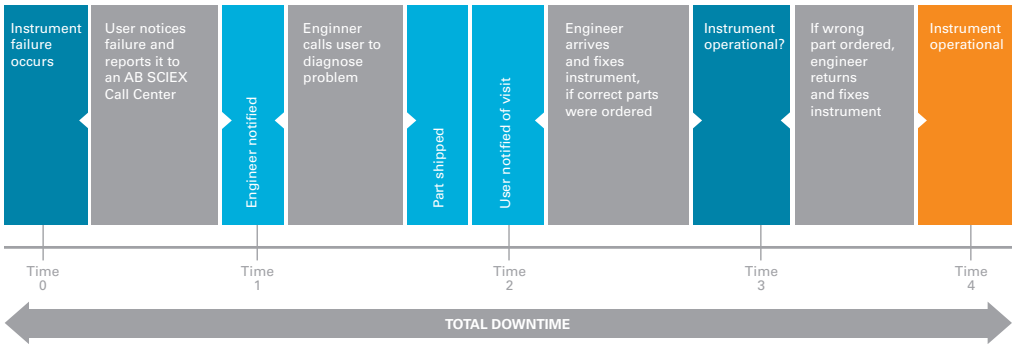 Instrument
failure
occurs
User notices
failure and
reports it to
an AB SCIEX
Call Center
Engineer notified
Enginner
calls user to
diagnose
problem
Part shipped
User notified of visit
Engineer
arrives
and fixes
instrument,
if correct parts
were ordered
Instrument
operational?
If wrong
part ordered,
engineer
returns
and fixes
instrument
Instrument
operational
Time
0
Time
1
Time
2
Time
3
Time
4
TOTAL DOWNTIME